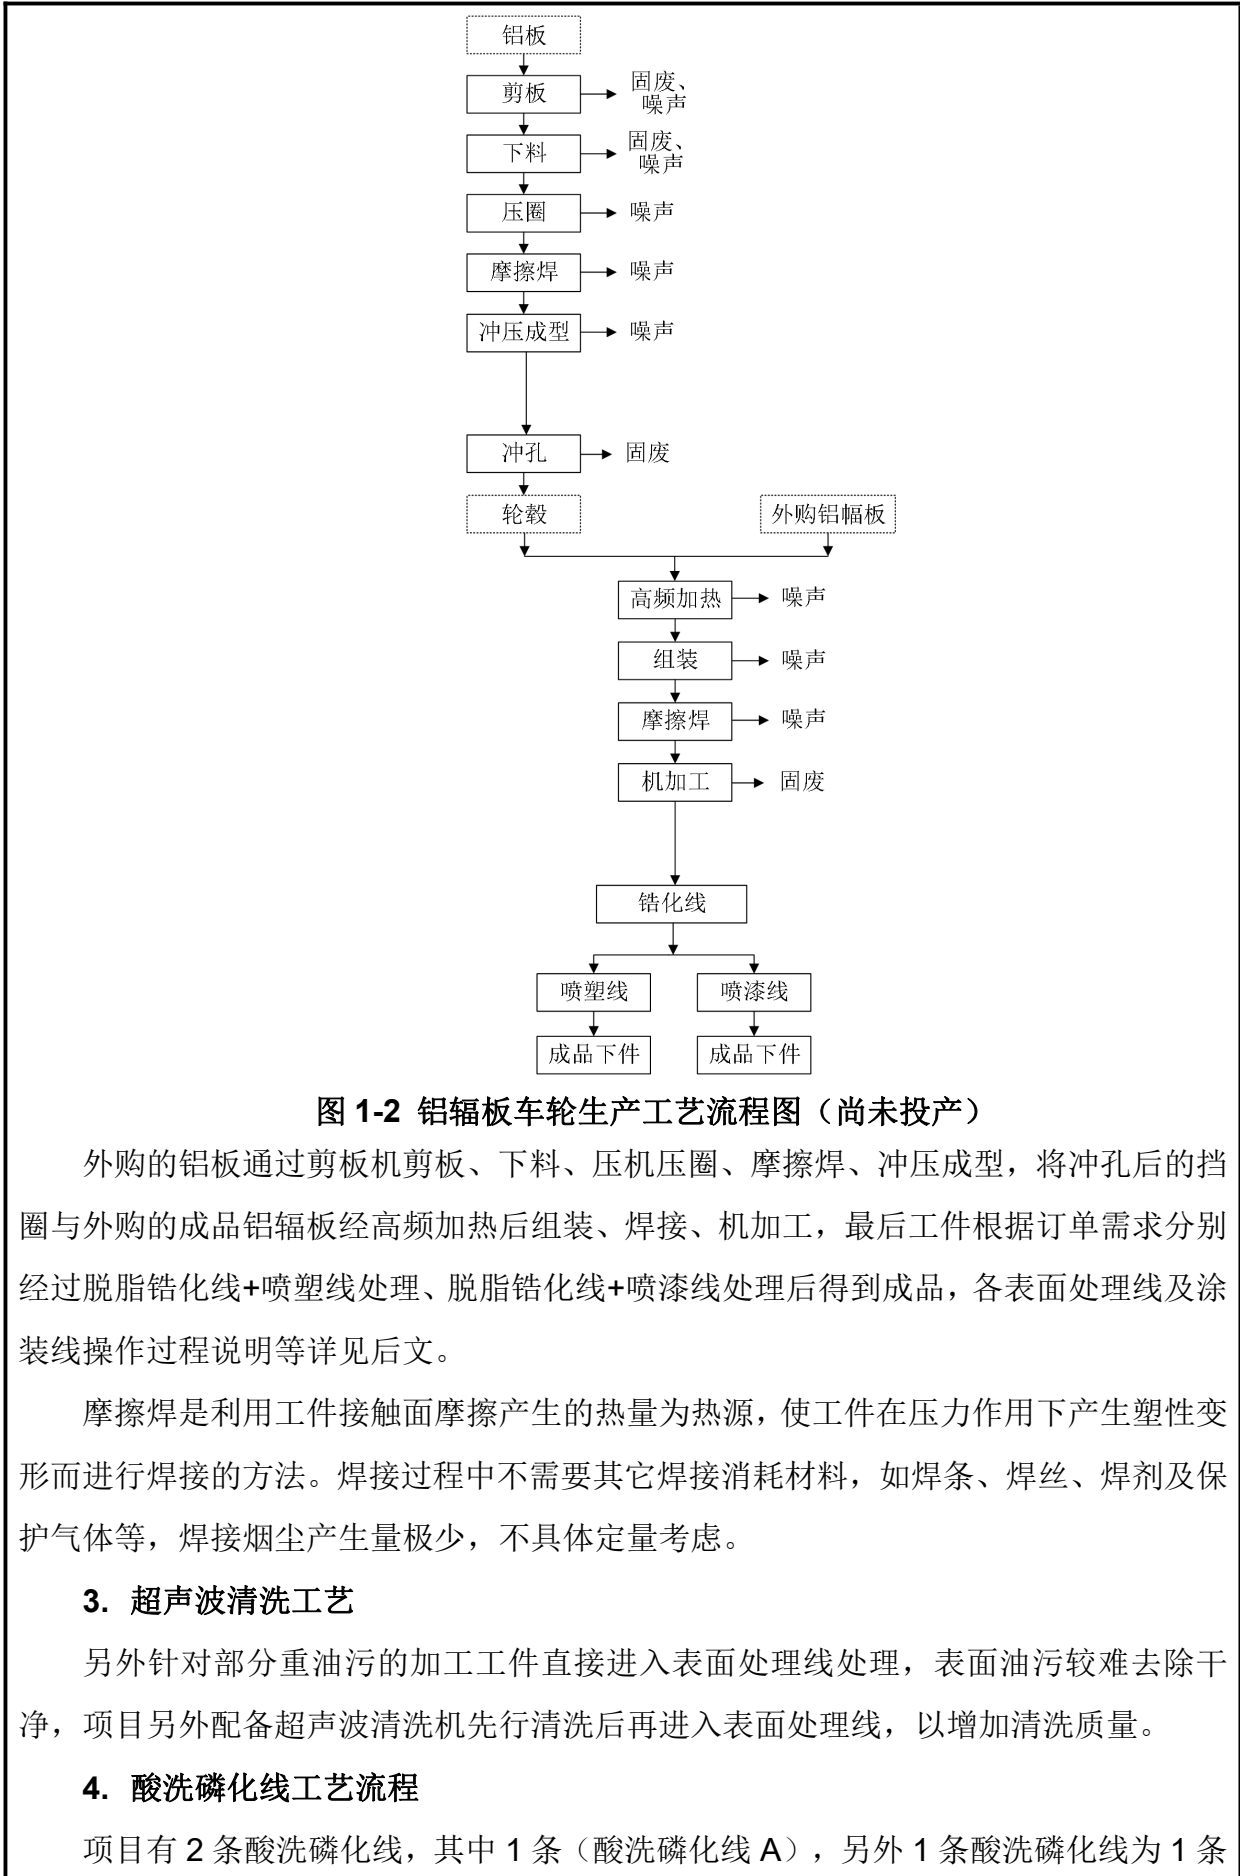 铝板
剪板
固废、
噪声
下料
固废、
噪声
压圈
噪声
摩擦焊
噪声
冲压成型
噪声
冲孔
固废
轮毂
外购铝幅板
高频加热
噪声
组装
噪声
摩擦焊
噪声
机加工
固废
锆化线
喷塑线
喷漆线
成品下件
成品下件
图 1-2 铝辐板车轮生产工艺流程图（尚未投产）
外购的铝板通过剪板机剪板、下料、压机压圈、摩擦焊、冲压成型，将冲孔后的挡
圈与外购的成品铝辐板经高频加热后组装、焊接、机加工，最后工件根据订单需求分别
经过脱脂锆化线+喷塑线处理、脱脂锆化线+喷漆线处理后得到成品，各表面处理线及涂
装线操作过程说明等详见后文。
摩擦焊是利用工件接触面摩擦产生的热量为热源，使工件在压力作用下产生塑性变
形而进行焊接的方法。焊接过程中不需要其它焊接消耗材料，如焊条、焊丝、焊剂及保
护气体等，焊接烟尘产生量极少，不具体定量考虑。
3. 超声波清洗工艺
另外针对部分重油污的加工工件直接进入表面处理线处理，表面油污较难去除干
净，项目另外配备超声波清洗机先行清洗后再进入表面处理线，以增加清洗质量。
4. 酸洗磷化线工艺流程
项目有 2 条酸洗磷化线，其中 1 条（酸洗磷化线 A），另外 1 条酸洗磷化线为 1 条